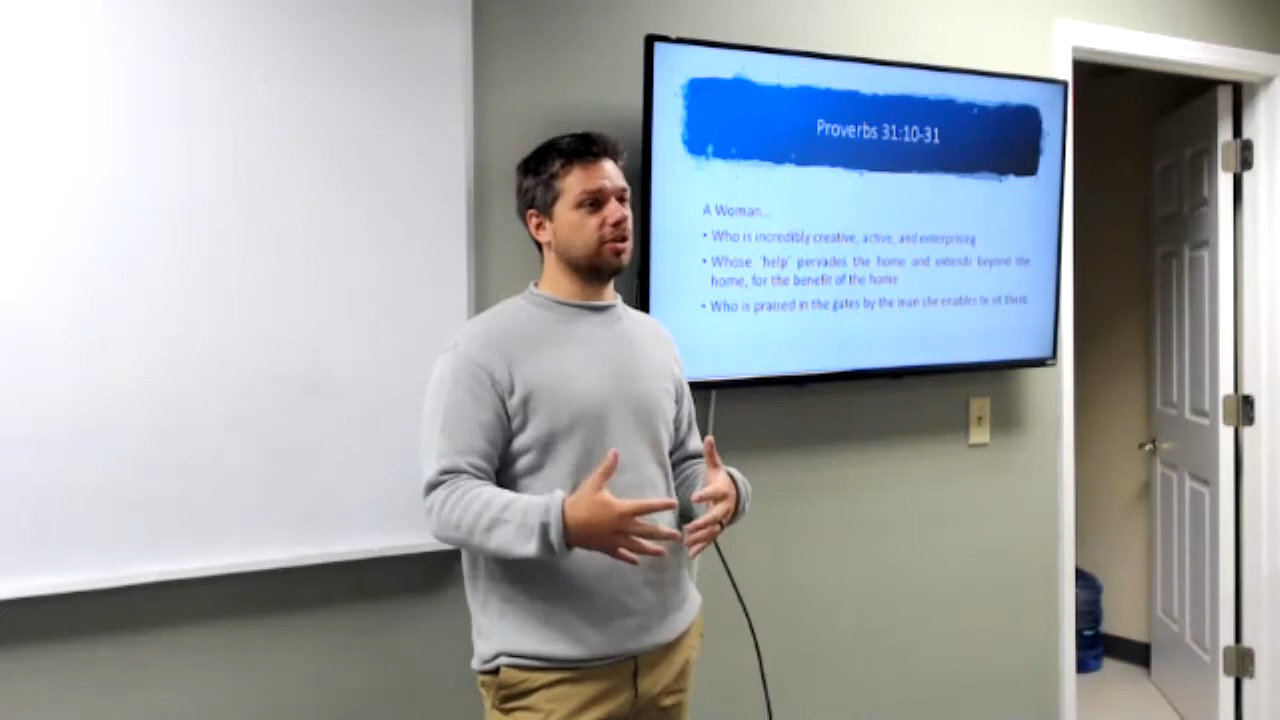 Proverbs 31:10-31
A Woman...
• Who is incredibly creative, active, and enterprising
• Whose 'help' pervades the home and extends beyond the
home, for the benefit of the home
• Who is praised in the gates by the man she enables to sit there